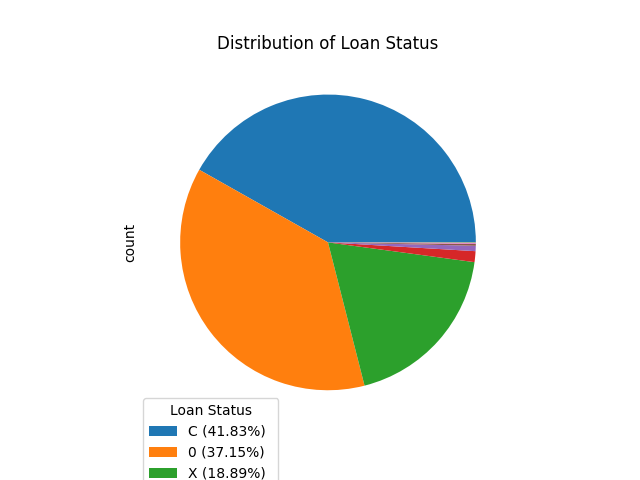 Distribution of Loan Status
count
Loan Status
C (41.83%)
0 (37.15%)
X (18.89%)